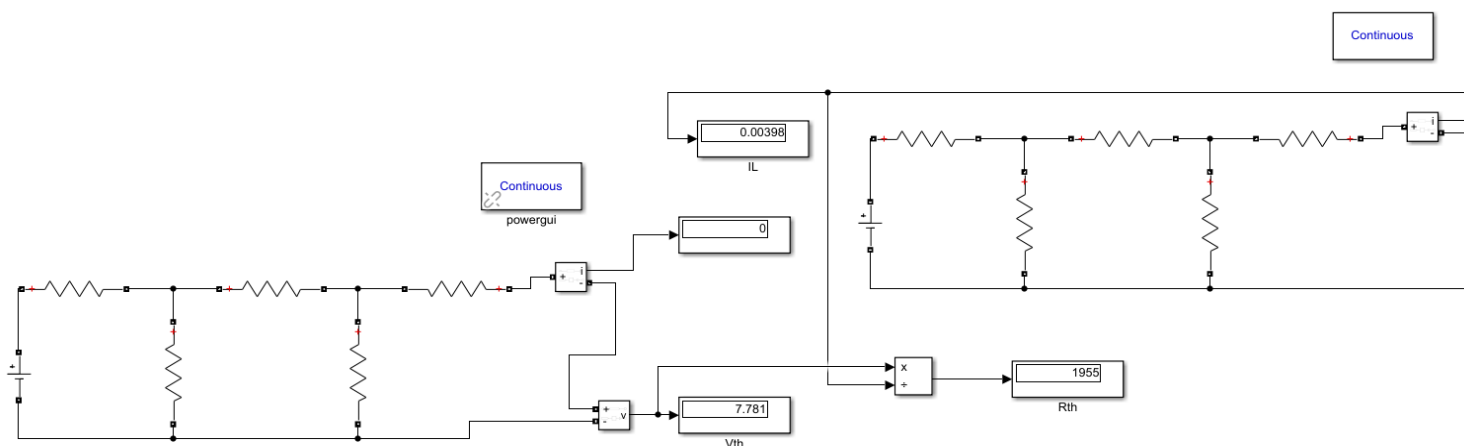 Continuous
0.00398
IL
Continuous
powergui
0
1955
Rth
7.781
Vth
+
i
-
+
i
-
+
-
v
x
÷